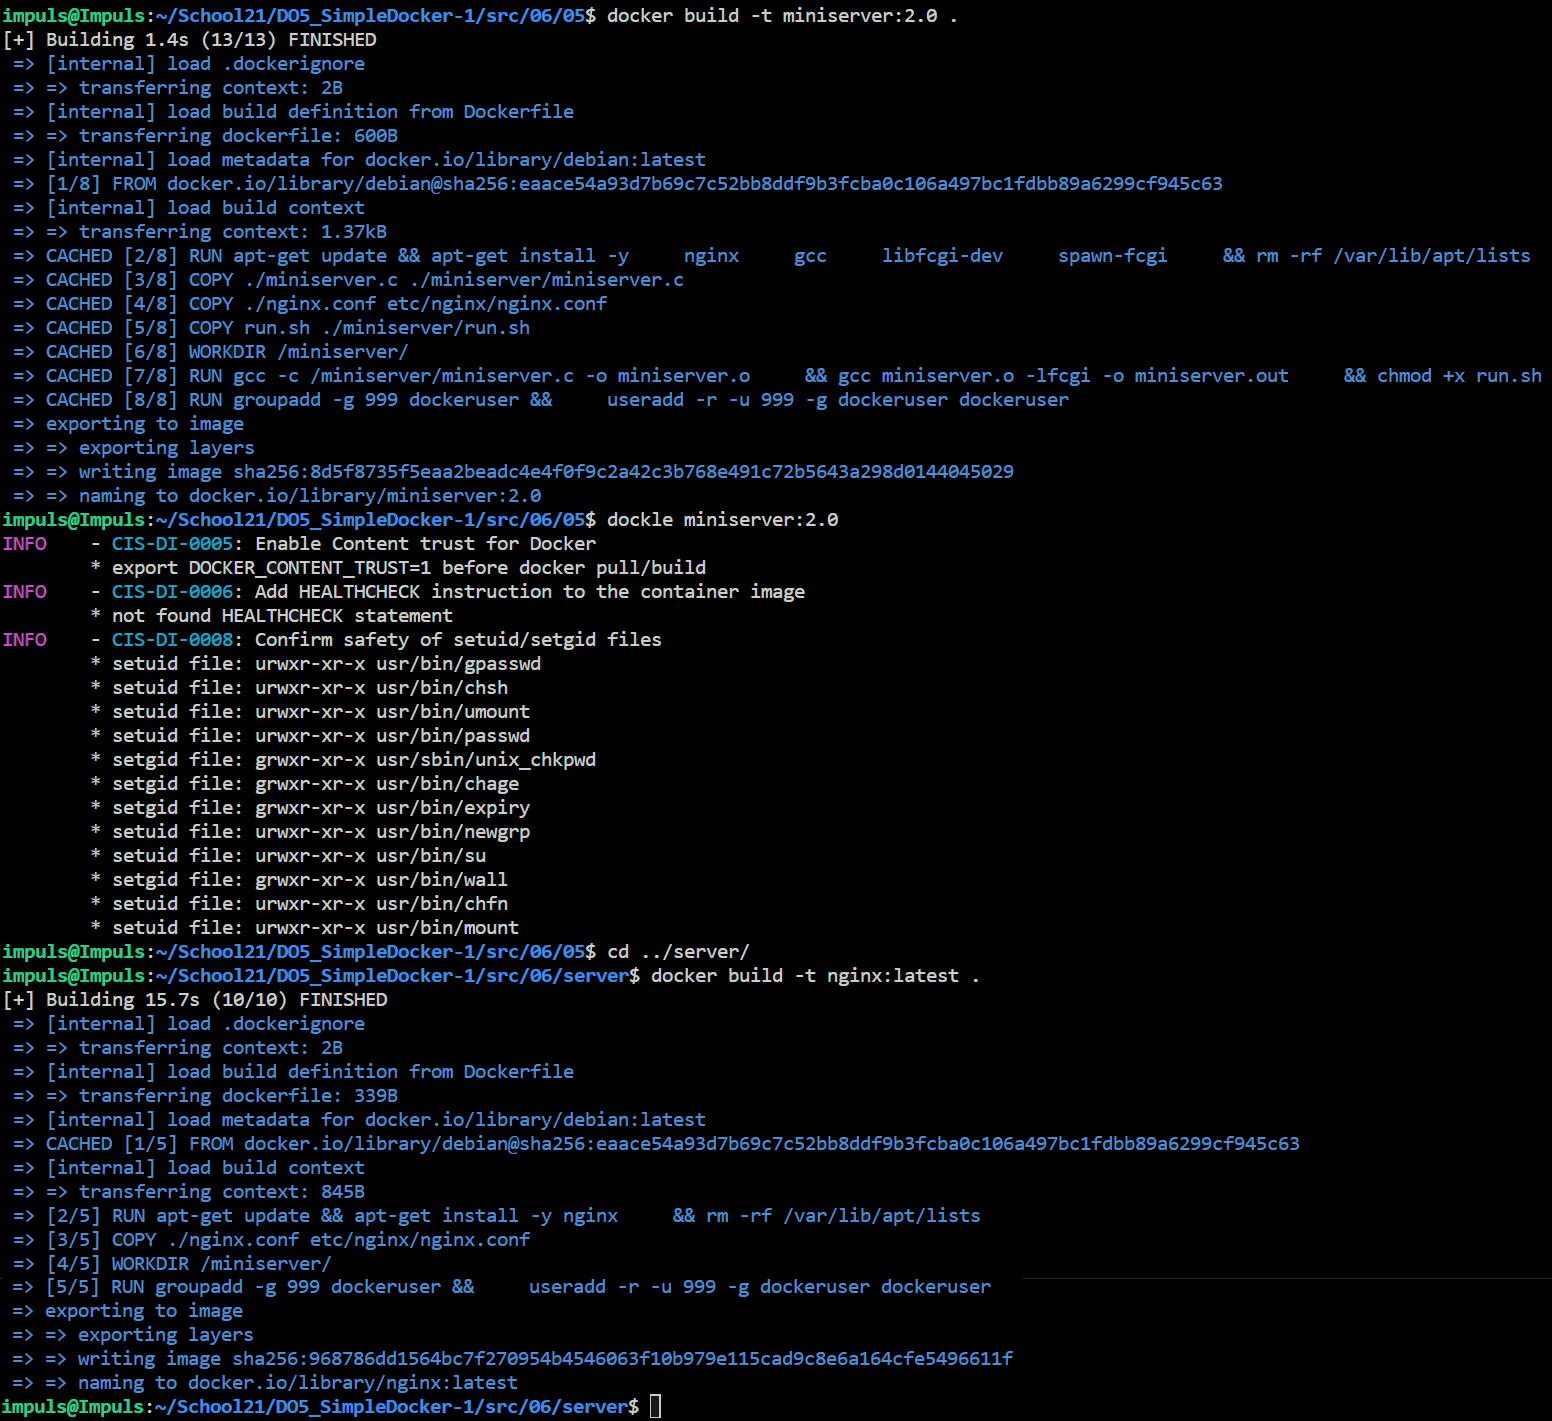 impuls@Impuls:~/School21/DO5_SimpleDocker-1/src/06/05$ docker build -t miniserver:2.0 .
[+] Building 1.4s (13/13) FINISHED
=> [internal] load .dockerignore
=> => transferring context: 2B
=> [internal] load build definition from Dockerfile
=> => transferring dockerfile: 600B
=> [internal] load metadata for docker.io/library/debian:latest
=> [1/8] FROM docker.io/library/debian@sha256:eaace54a93d7b69c7c52bb8ddf9b3fcba0c106a497bc1fdbb89a6299cf945c63
=> [internal] load build context
=> => transferring context: 1.37kB
=> CACHED [2/8] RUN apt-get update && apt-get install -y     nginx     gcc     libfcgi-dev     spawn-fcgi     && rm -rf /var/lib/apt/lists
=> CACHED [3/8] COPY ./miniserver.c ./miniserver/miniserver.c
=> CACHED [4/8] COPY ./nginx.conf etc/nginx/nginx.conf
=> CACHED [5/8] COPY run.sh ./miniserver/run.sh
=> CACHED [6/8] WORKDIR /miniserver/
=> CACHED [7/8] RUN gcc -c /miniserver/miniserver.c -o miniserver.o     && gcc miniserver.o -lfcgi -o miniserver.out     && chmod +x run.sh
=> CACHED [8/8] RUN groupadd -g 999 dockeruser &&     useradd -r -u 999 -g dockeruser dockeruser
=> exporting to image
=> => exporting layers
=> => writing image sha256:8d5f8735f5eaa2beadc4e4f0f9c2a42c3b768e491c72b5643a298d0144045029
=> => naming to docker.io/library/miniserver:2.0
impuls@Impuls:~/School21/DO5_SimpleDocker-1/src/06/05$ dockle miniserver:2.0
INFO    - CIS-DI-0005: Enable Content trust for Docker
* export DOCKER_CONTENT_TRUST=1 before docker pull/build
INFO    - CIS-DI-0006: Add HEALTHCHECK instruction to the container image
* not found HEALTHCHECK statement
INFO    - CIS-DI-0008: Confirm safety of setuid/setgid files
* setuid file: urwxr-xr-x usr/bin/gpasswd
* setuid file: urwxr-xr-x usr/bin/chsh
* setuid file: urwxr-xr-x usr/bin/umount
* setuid file: urwxr-xr-x usr/bin/passwd
* setgid file: grwxr-xr-x usr/sbin/unix_chkpwd
* setgid file: grwxr-xr-x usr/bin/chage
* setgid file: grwxr-xr-x usr/bin/expiry
* setuid file: urwxr-xr-x usr/bin/newgrp
* setuid file: urwxr-xr-x usr/bin/su
* setgid file: grwxr-xr-x usr/bin/wall
* setuid file: urwxr-xr-x usr/bin/chfn
* setuid file: urwxr-xr-x usr/bin/mount
impuls@Impuls:~/School21/DO5_SimpleDocker-1/src/06/05$ cd ../server/
impuls@Impuls:~/School21/DO5_SimpleDocker-1/src/06/server$ docker build -t nginx:latest .
[+] Building 15.7s (10/10) FINISHED
=> [internal] load .dockerignore
=> => transferring context: 2B
=> [internal] load build definition from Dockerfile
=> => transferring dockerfile: 339B
=> [internal] load metadata for docker.io/library/debian:latest
=> CACHED [1/5] FROM docker.io/library/debian@sha256:eaace54a93d7b69c7c52bb8ddf9b3fcba0c106a497bc1fdbb89a6299cf945c63
=> [internal] load build context
=> => transferring context: 845B
=> [2/5] RUN apt-get update && apt-get install -y nginx     && rm -rf /var/lib/apt/lists
=> [3/5] COPY ./nginx.conf etc/nginx/nginx.conf
=> [4/5] WORKDIR /miniserver/
=> [5/5] RUN groupadd -g 999 dockeruser &&     useradd -r -u 999 -g dockeruser dockeruser
=> exporting to image
=> => exporting layers
=> => writing image sha256:968786dd1564bc7f270954b4546063f10b979e115cad9c8e6a164cfe5496611f
=> => naming to docker.io/library/nginx:latest
impuls@Impuls:~/School21/DO5_SimpleDocker-1/src/06/server$